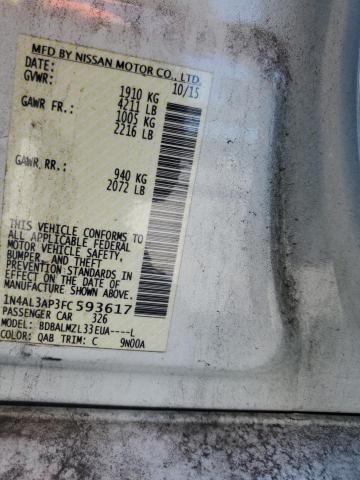 MFD BY NISSAN MOTOR CO., LTD.
DATE: 10/15
GVWR: 1910 KG
4211 LB
GAWR FR.: 1005 KG
2216 LB
GAWR RR.: 940 KG
2072 LB
THIS VEHICLE CONFORMS TO
ALL APPLICABLE FEDERAL
MOTOR VEHICLE SAFETY,
BUMPER, AND THEFT
PREVENTION STANDARDS IN
EFFECT ON THE DATE OF
MANUFACTURE SHOWN ABOVE.
1N4AL3AP3FC593617
PASSENGER CAR 326
MODEL: BDBALMZL33EUA----L
COLOR: QAB TRIM: C 9N00A